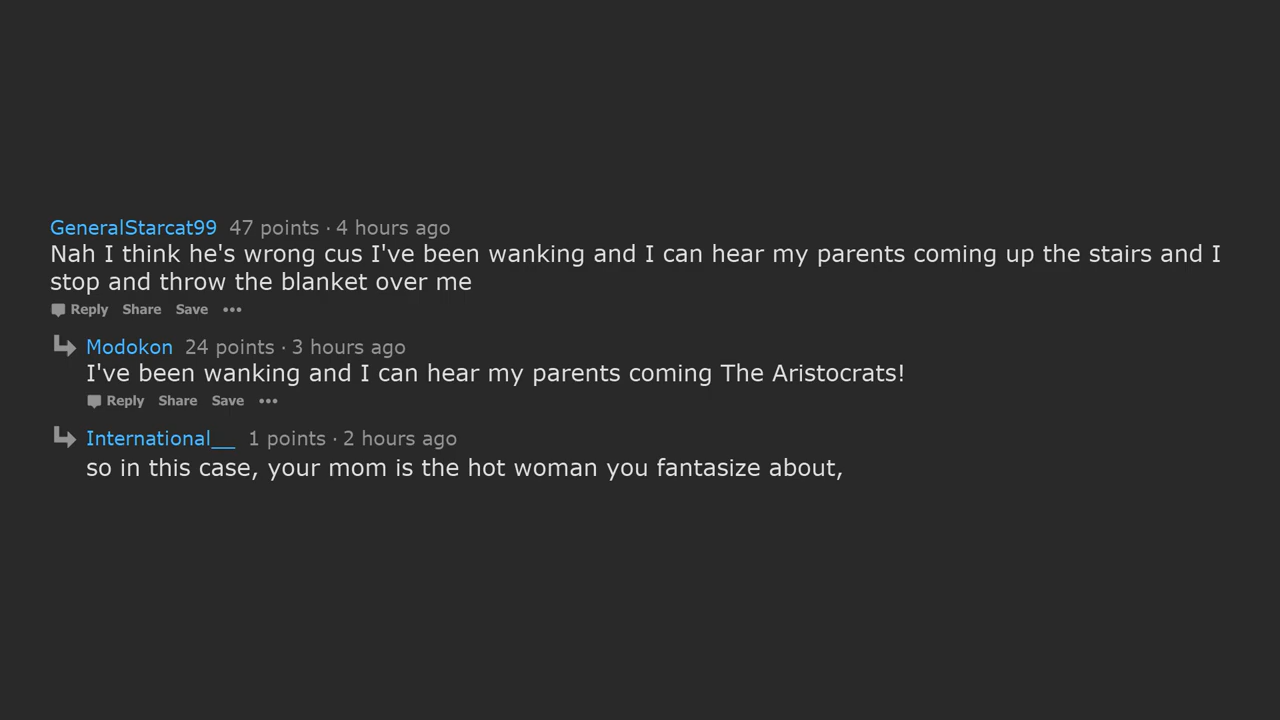 GeneralStarcat99 47 points · 4 hours ago
Nah I think he's wrong cus I've been wanking and I can hear my parents coming up the stairs and I
stop and throw the blanket over me
Reply Share Save •••
Modokon 24 points · 3 hours ago
I've been wanking and I can hear my parents coming The Aristocrats!
Reply Share Save •••
International__ 1 points · 2 hours ago
so in this case, your mom is the hot woman you fantasize about,